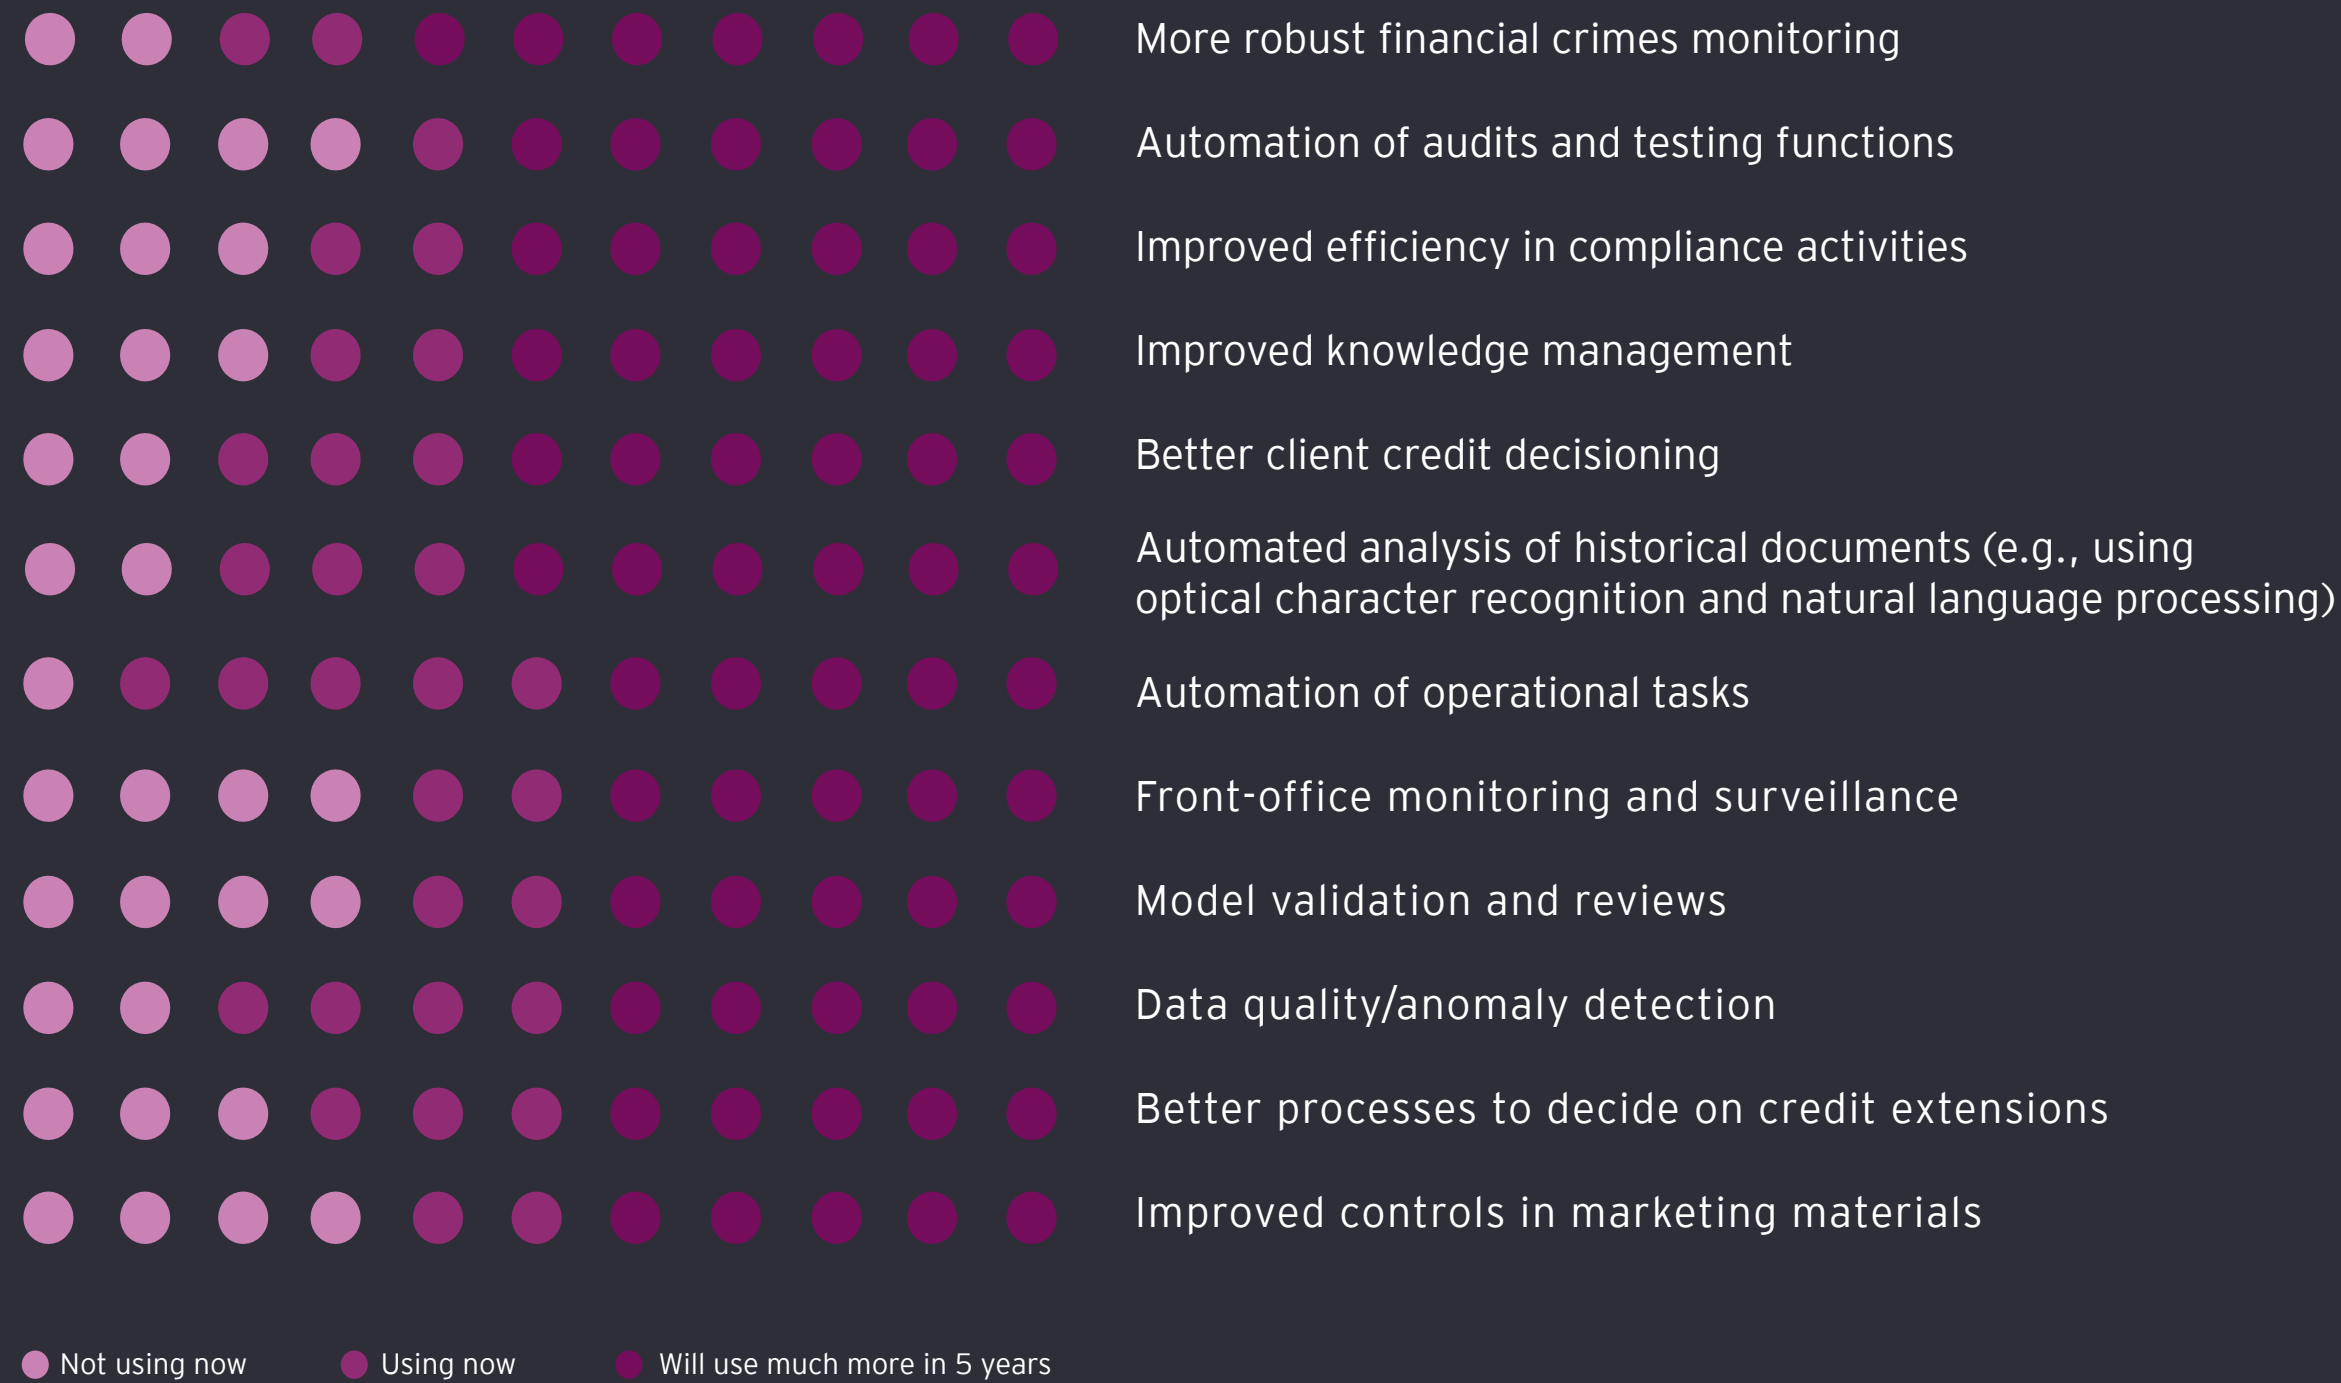 More robust financial crimes monitoring
Automation of audits and testing functions
Improved efficiency in compliance activities
Improved knowledge management
Better client credit decisioning
Automated analysis of historical documents (e.g., using
optical character recognition and natural language processing)
Automation of operational tasks
Front-office monitoring and surveillance
Model validation and reviews
Data quality/anomaly detection
Better processes to decide on credit extensions
Improved controls in marketing materials
Not using now
Using now
Will use much more in 5 years